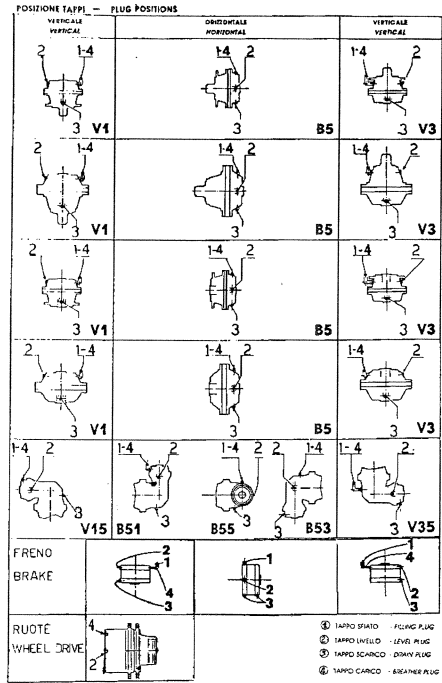 POSIZIONE TAPPI — PLUG POSITIONS
VERTICALE ORIZZONTALE VERTICALE
VERTICAL HORIZONTAL VERTICAL
2 1-4 1-4 2 1-4 2
3 V1 3 B5 3 V3
2 1-4 1-4 2 1-4 2
3 V1 3 B5 3 V3
2 1-4 1-4 2 1-4 2
3 V1 3 B5 3 V3
2 1-4 1-4 2 1-4 2
3 V1 3 B5 3 V3
1-4 2 1-4 2 1-4 2 2 1-4 1-4 2
3 V15 B51 3 B55 3 B53 3 V35 3
FRENO
BRAKE
2 1 4 3
1 2 3
1 4 2 3
RUOTE
WHEEL DRIVE
4
2
1 TAPPO SFIATO - FILLING PLUG
2 TAPPO LIVELLO - LEVEL PLUG
3 TAPPO SCARICO - DRAIN PLUG
4 TAPPO CARICO - BREATHER PLUG